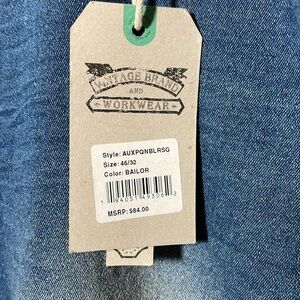 VINTAGE BRAND
AND
WORKWEAR
Style: AUXPQNBLRSG
Size: 46/32
Color: BAILOR
MSRP: $84.00